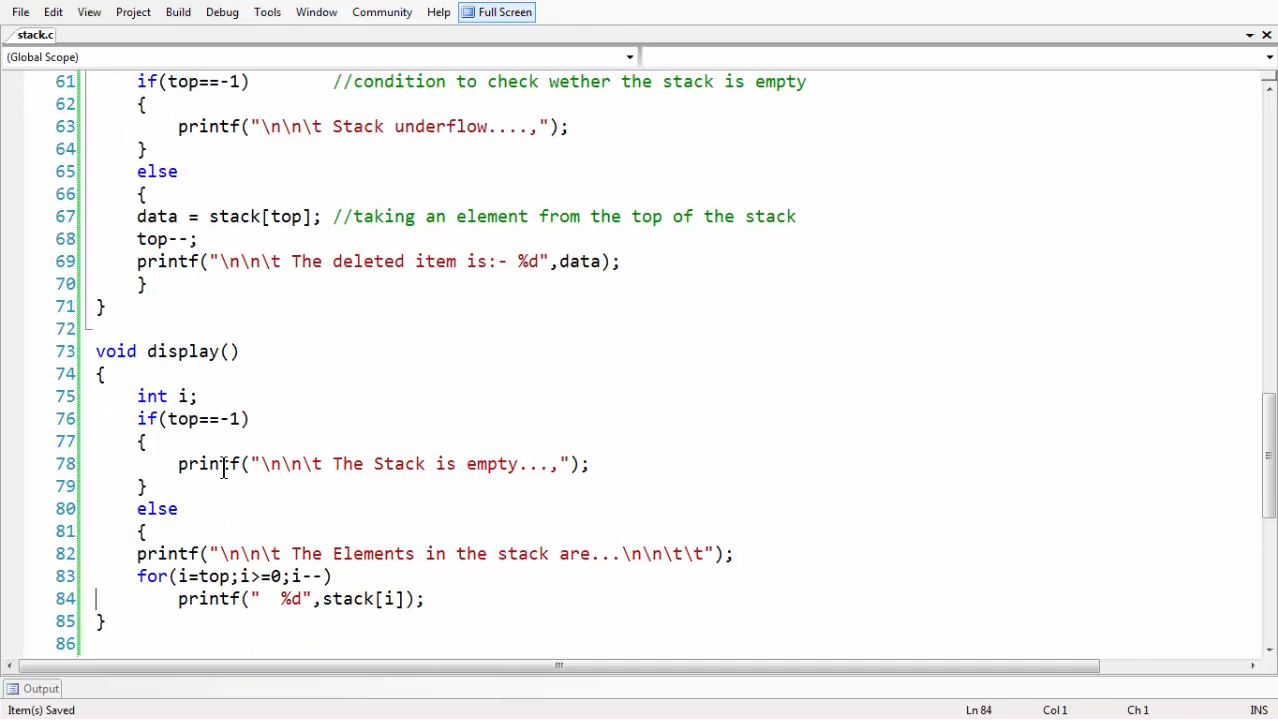 File Edit View Project Build Debug Tools Window Community Help Full Screen
stack.c
(Global Scope)
61 if(top==-1) //condition to check wether the stack is empty
62 {
63 printf("\n\n\t Stack underflow....,");
64 }
65 else
66 {
67 data = stack[top]; //taking an element from the top of the stack
68 top--;
69 printf("\n\n\t The deleted item is:- %d",data);
70 }
71 }
72
73 void display()
74 {
75 int i;
76 if(top==-1)
77 {
78 printf("\n\n\t The Stack is empty...,");
79 }
80 else
81 {
82 printf("\n\n\t The Elements in the stack are...\n\n\t\t");
83 for(i=top;i>=0;i--)
84 printf("  %d",stack[i]);
85 }
86
Output
Item(s) Saved Ln 84 Col 1 Ch 1 INS